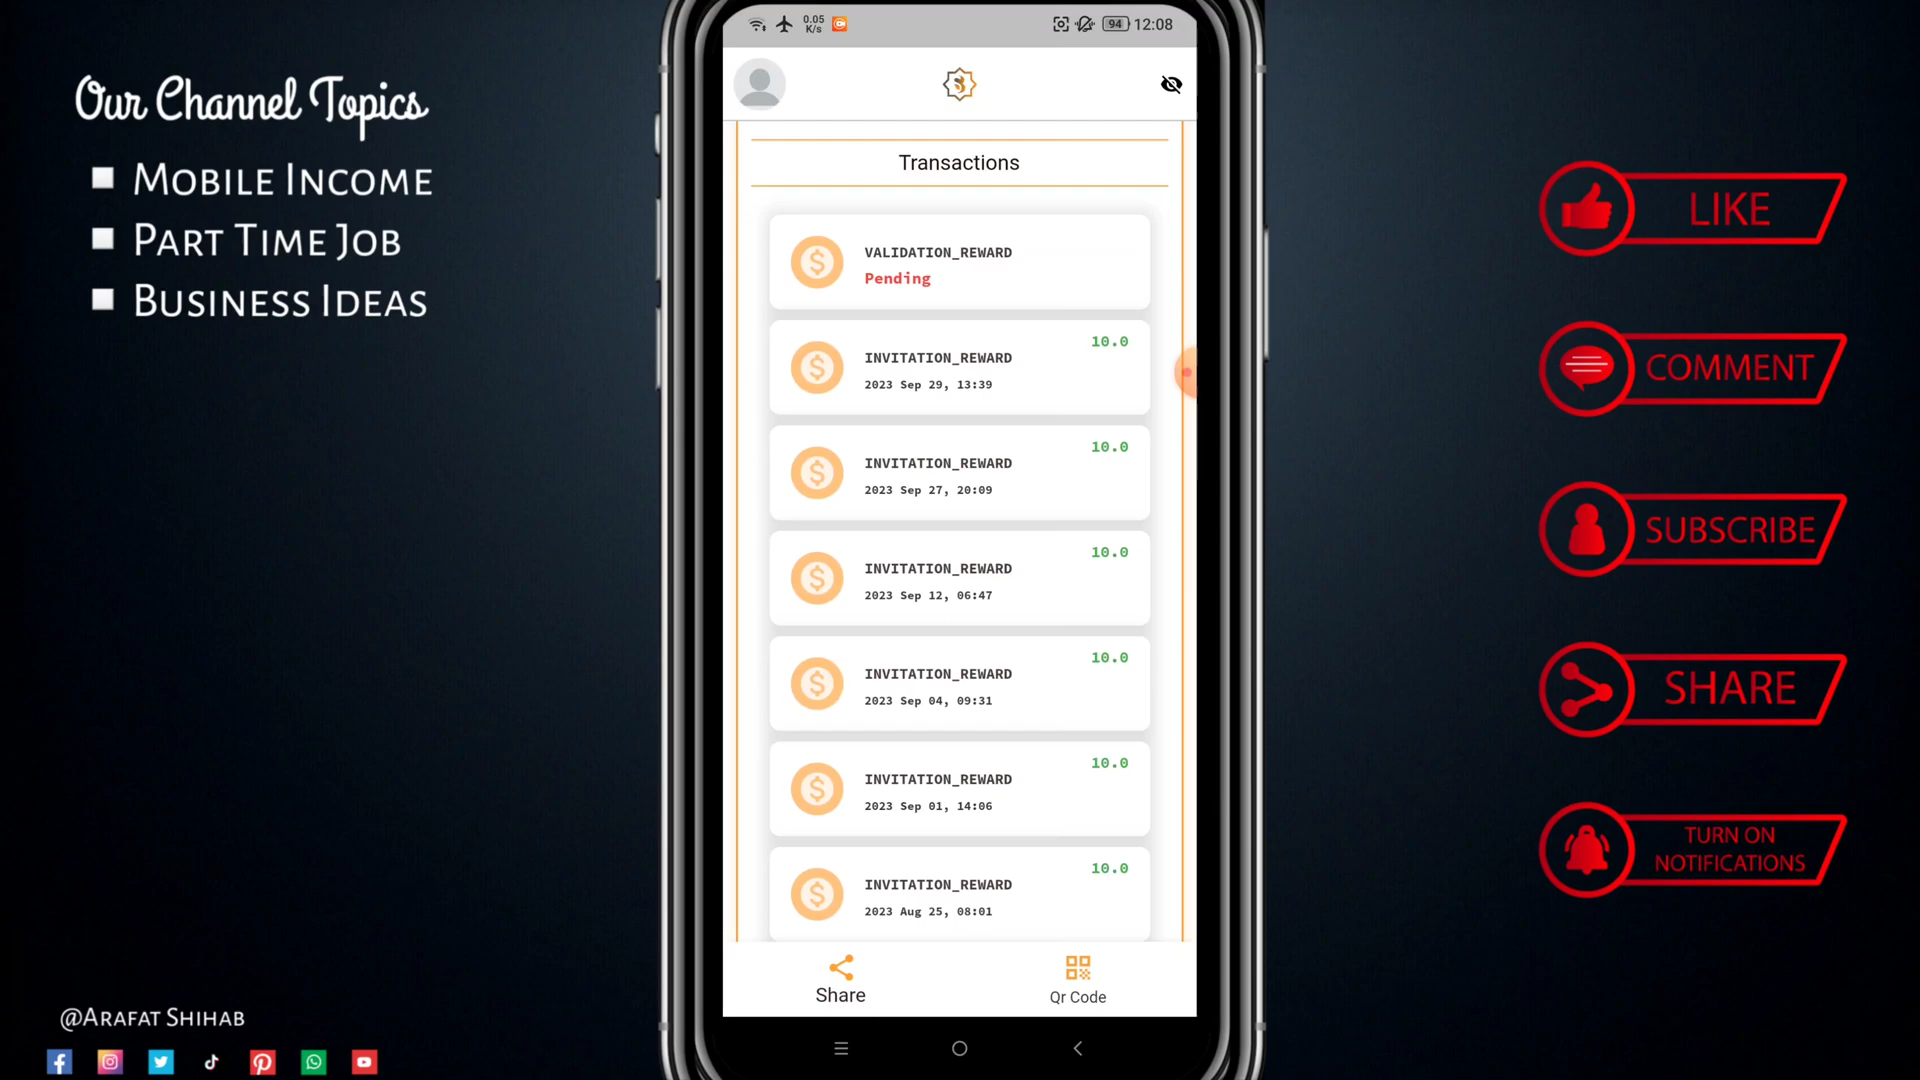 Our Channel Topics
Mobile Income
Part Time Job
Business Ideas
@Arafat Shihab
0.05
K/s
94
12:08
Transactions
VALIDATION_REWARD
Pending
10.0
INVITATION_REWARD
2023 Sep 29, 13:39
10.0
INVITATION_REWARD
2023 Sep 27, 20:09
10.0
INVITATION_REWARD
2023 Sep 12, 06:47
10.0
INVITATION_REWARD
2023 Sep 04, 09:31
10.0
INVITATION_REWARD
2023 Sep 01, 14:06
10.0
INVITATION_REWARD
2023 Aug 25, 08:01
Share
Qr Code
LIKE
COMMENT
SUBSCRIBE
SHARE
TURN ON
NOTIFICATIONS